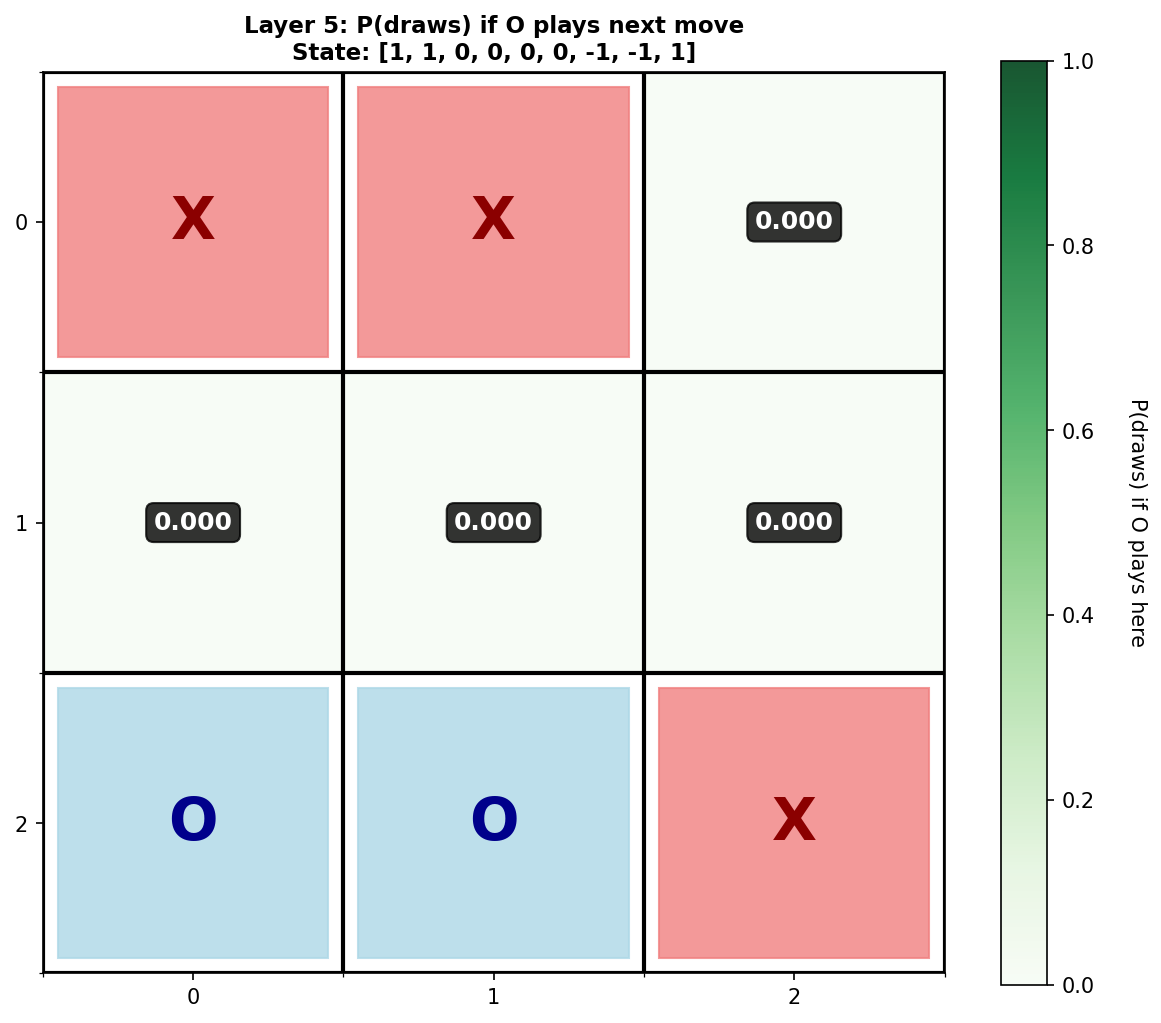 Layer 5: P(draws) if O plays next move
State: [1, 1, 0, 0, 0, 0, -1, -1, 1]
1.0
0.8
0.6
0.4
0.2
0.0
P(draws) if O plays here
0
X
X
0.000
1
0.000
0.000
0.000
2
O
O
X
0
1
2